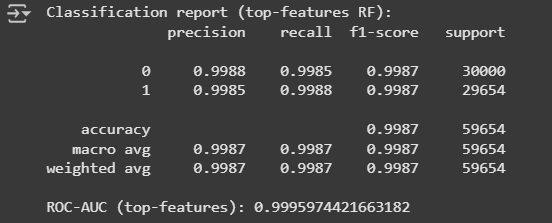 Classification report (top-features RF):
precision recall f1-score support
0 0.9988 0.9985 0.9987 30000
1 0.9985 0.9988 0.9987 29654
accuracy 0.9987 59654
macro avg 0.9987 0.9987 0.9987 59654
weighted avg 0.9987 0.9987 0.9987 59654
ROC-AUC (top-features): 0.9995974421663182